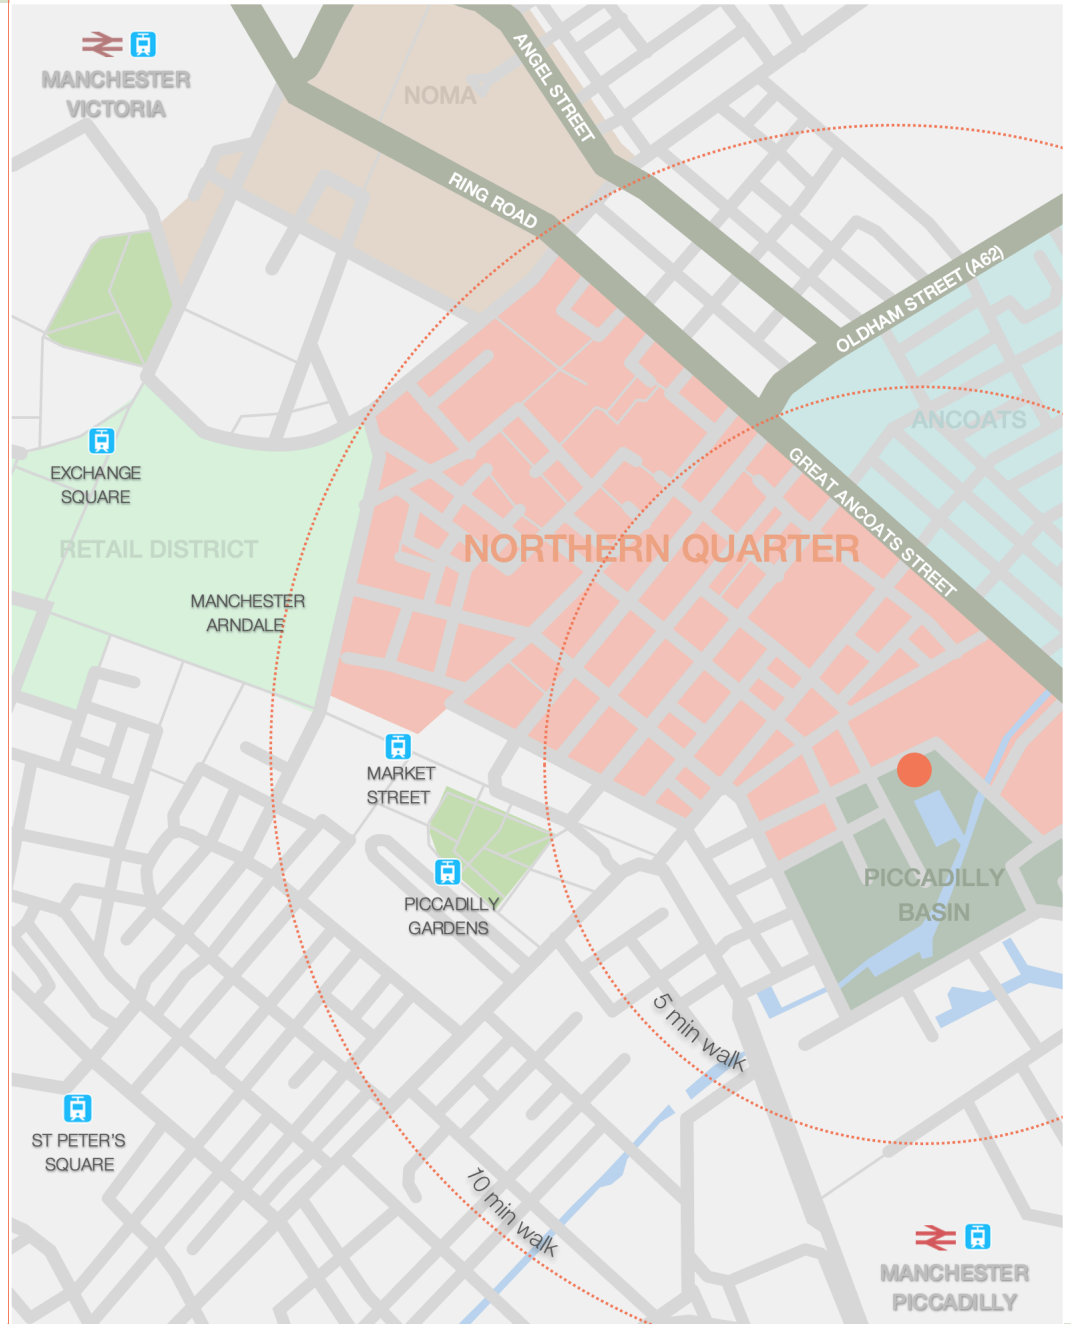 MANCHESTER
VICTORIA
NOMA
ANGEL STREET
RING ROAD
OLDHAM STREET (A62)
ANCOATS
EXCHANGE
SQUARE
GREAT ANCOATS STREET
RETAIL DISTRICT
NORTHERN QUARTER
MANCHESTER
ARNDALE
MARKET
STREET
PICCADILLY
GARDENS
PICCADILLY
BASIN
5 min walk
ST PETER'S
SQUARE
10 min walk
MANCHESTER
PICCADILLY